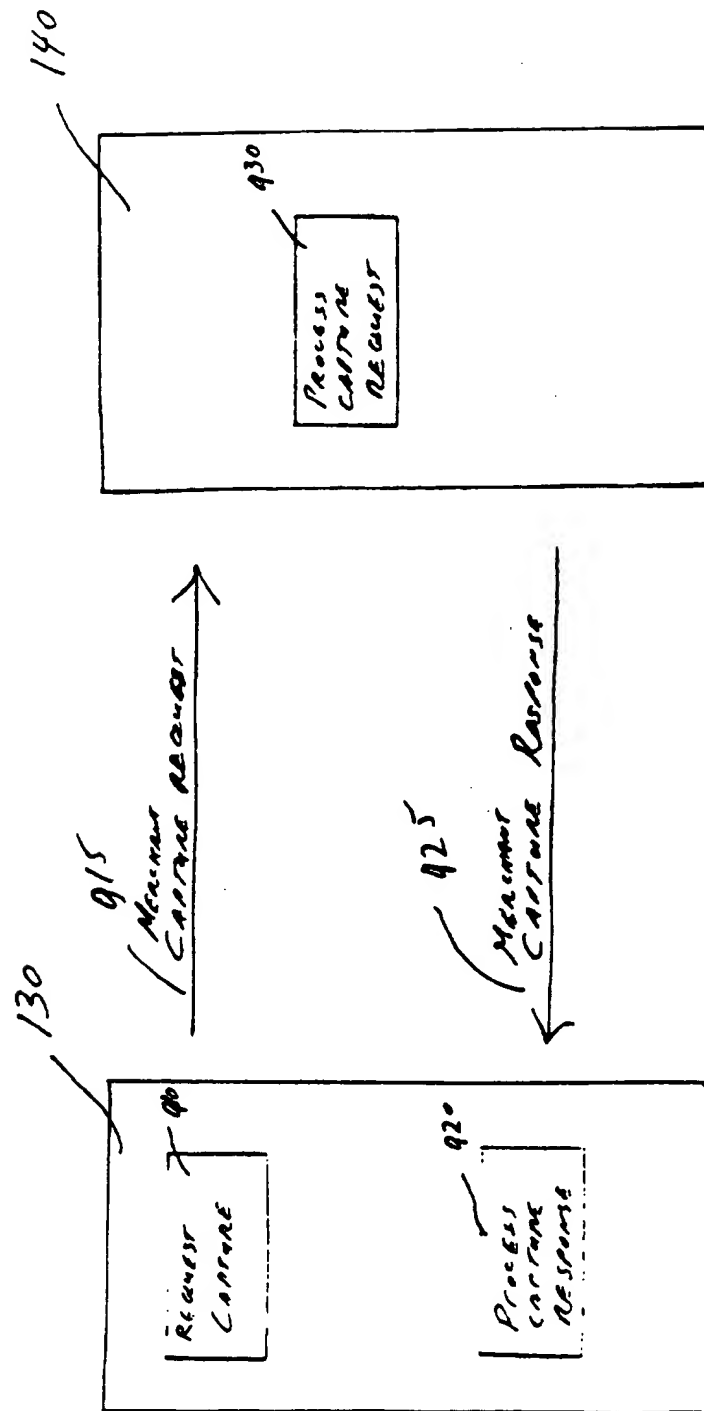 130
910
REQUEST
CAPTURE
920
PROCESS
CAPTURE
RESPONSE
915
MERCHANT
CAPTURE REQUEST
925
MERCHANT
CAPTURE RESPONSE
140
930
PROCESS
CAPTURE
REQUEST